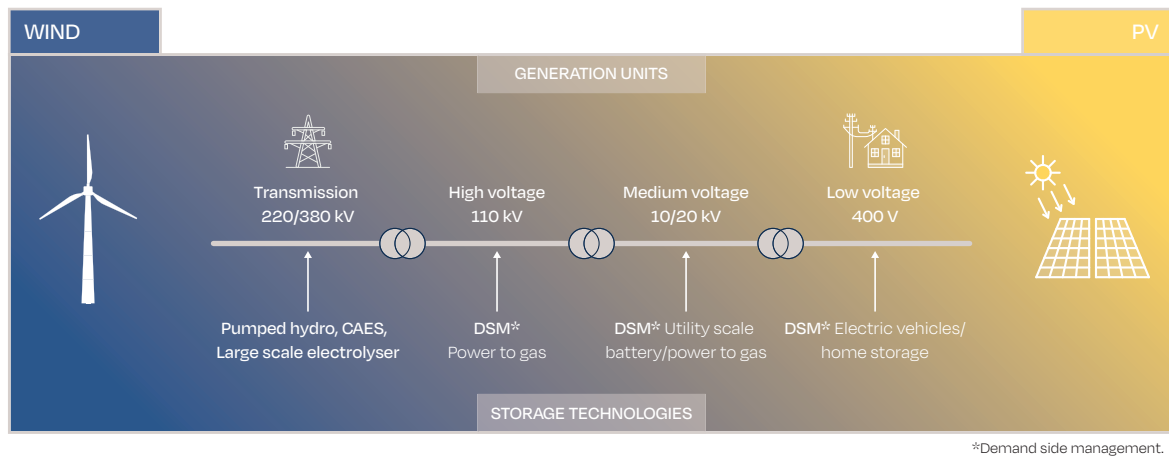 WIND
PV
GENERATION UNITS
Transmission
220/380 kV
High voltage
110 kV
Medium voltage
10/20 kV
Low voltage
400 V
Pumped hydro, CAES,
Large scale electrolyser
DSM*
Power to gas
DSM* Utility scale
battery/power to gas
DSM* Electric vehicles/
home storage
STORAGE TECHNOLOGIES
*Demand side management.